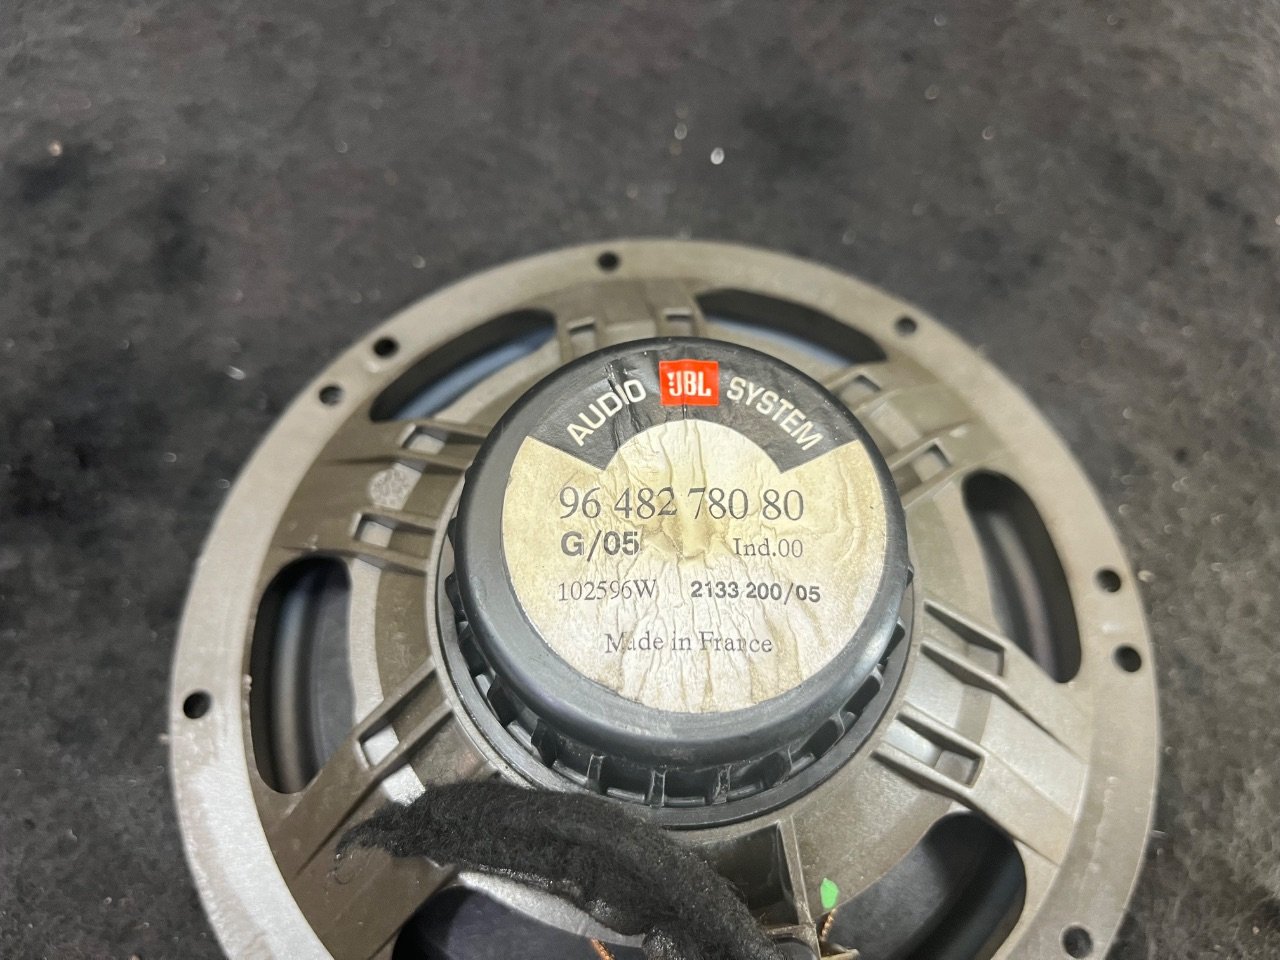 AUDIO JBL SYSTEM
96 482 780 80
G/05 Ind.00
102596W 2133 200/05
Made in France